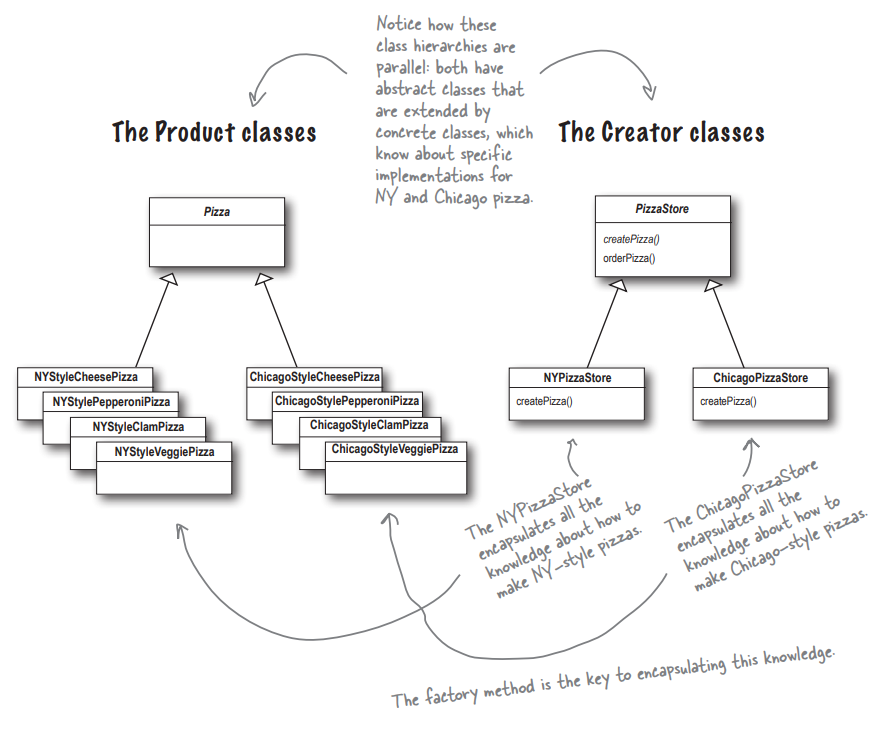 Notice how these
class hierarchies are
parallel: both have
abstract classes that
are extended by
concrete classes, which
know about specific
implementations for
NY and Chicago pizza.
The Product classes
The Creator classes
Pizza
PizzaStore
createPizza()
orderPizza()
NYStyleCheesePizza
NYStylePepperoniPizza
NYStyleClamPizza
NYStyleVeggiePizza
ChicagoStyleCheesePizza
ChicagoStylePepperoniPizza
ChicagoStyleClamPizza
ChicagoStyleVeggiePizza
NYPizzaStore
createPizza()
ChicagoPizzaStore
createPizza()
The NYPizzaStore
encapsulates all the
knowledge about how to
make NY-style pizzas.
The ChicagoPizzaStore
encapsulates all the
knowledge about how to
make Chicago-style pizzas.
The factory method is the key to encapsulating this knowledge.